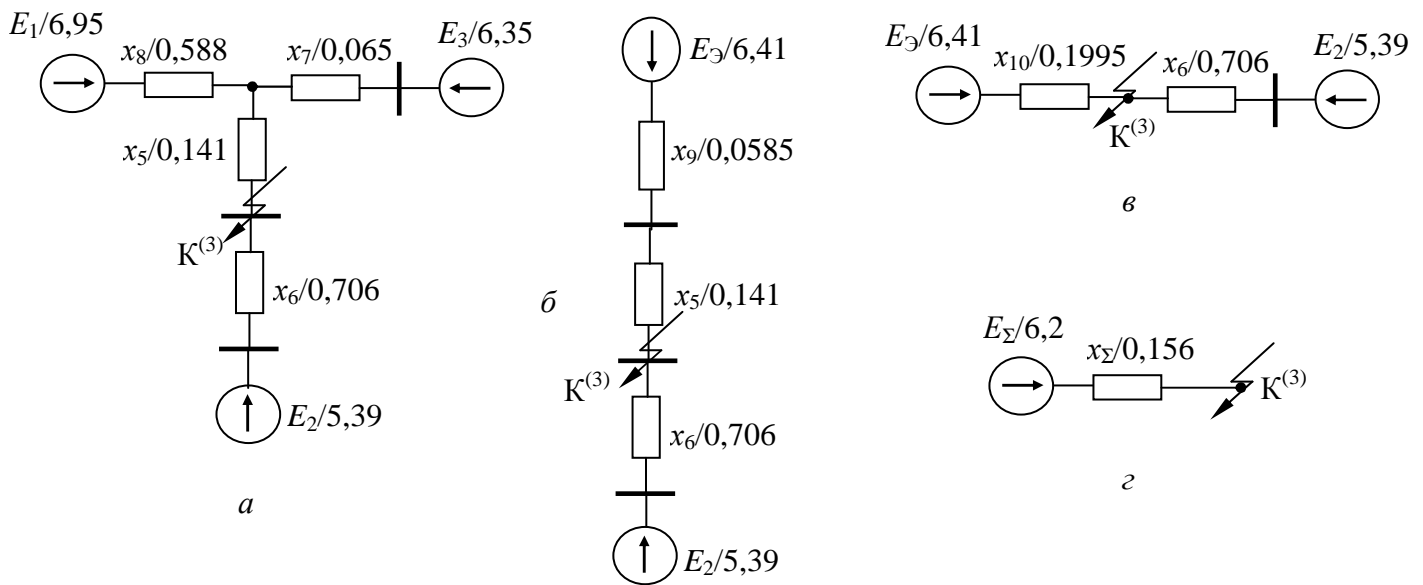 E₁/6,95
x₈/0,588
x₇/0,065
E₃/6,35
x₅/0,141
К⁽³⁾
x₆/0,706
E₂/5,39
а
EЭ/6,41
x₉/0,0585
x₅/0,141
К⁽³⁾
x₆/0,706
E₂/5,39
б
EЭ/6,41
x₁₀/0,1995
x₆/0,706
E₂/5,39
К⁽³⁾
в
EΣ/6,2
xΣ/0,156
К⁽³⁾
г